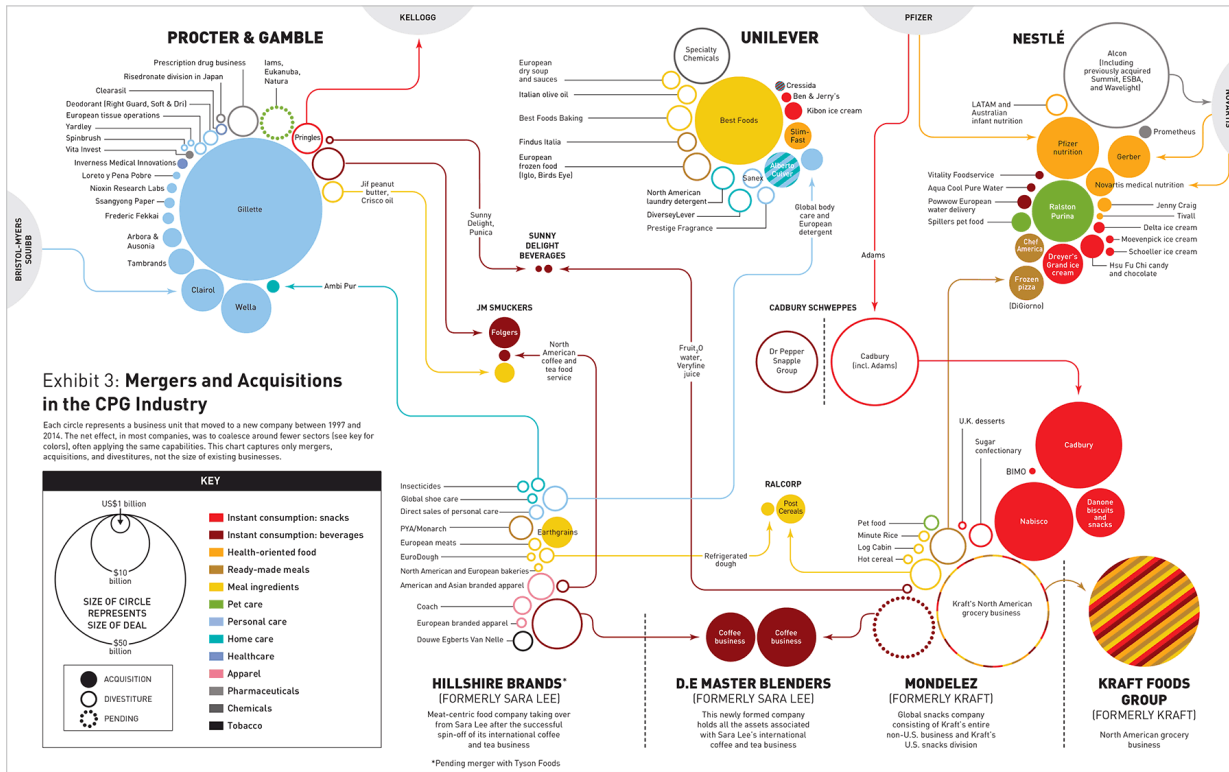 KELLOGG
PFIZER
PROCTER & GAMBLE
UNILEVER
NESTLÉ
NOVARTIS
BRISTOL-MYERS
SQUIBB
Prescription drug business
Risedronate division in Japan
Clearasil
Deodorant (Right Guard, Soft & Dri)
European tissue operations
Yardley
Spinbrush
Vita Invest
Inverness Medical Innovations
Loreto y Pena Pobre
Nioxin Research Labs
Ssangyong Paper
Frederic Fekkai
Arbora &
Ausonia
Tambrands
Iams,
Eukanuba,
Natura
Pringles
Gillette
Clairol
Wella
Ambi Pur
Jif peanut
butter,
Crisco oil
Sunny
Delight,
Punica
SUNNY
DELIGHT
BEVERAGES
JM SMUCKERS
Folgers
North
American
coffee and
tea food
service
European
dry soup
and sauces
Italian olive oil
Best Foods Baking
Findus Italia
European
frozen food
(Iglo, Birds Eye)
Specialty
Chemicals
Best Foods
Cressida
Ben & Jerry's
Kibon ice cream
Slim-
Fast
Alberto
Culver
Sanex
North American
laundry detergent
DiverseyLever
Prestige Fragrance
Global body
care and
European
detergent
Adams
Fruit2O
water,
Veryfine
juice
CADBURY SCHWEPPES
Dr Pepper
Snapple
Group
Cadbury
(incl. Adams)
Alcon
(Including
previously acquired
Summit, ESBA,
and Wavelight)
LATAM and
Australian
infant nutrition
Prometheus
Pfizer
nutrition
Gerber
Novartis medical nutrition
Vitality Foodservice
Aqua Cool Pure Water
Powwow European
water delivery
Spillers pet food
Ralston
Purina
Jenny Craig
Tivall
Delta ice cream
Moevenpick ice cream
Schoeller ice cream
Hsu Fu Chi candy
and chocolate
Chef
America
Dreyer's
Grand ice
cream
Frozen
pizza
(DiGiorno)
Exhibit 3: Mergers and Acquisitions
in the CPG Industry
Each circle represents a business unit that moved to a new company between 1997 and
2014. The net effect, in most companies, was to coalesce around fewer sectors (see key for
colors), often applying the same capabilities. This chart captures only mergers,
acquisitions, and divestitures, not the size of existing businesses.
KEY
US$1 billion
$10
billion
SIZE OF CIRCLE
REPRESENTS
SIZE OF DEAL
$50
billion
ACQUISITION
DIVESTITURE
PENDING
Instant consumption: snacks
Instant consumption: beverages
Health-oriented food
Ready-made meals
Meal ingredients
Pet care
Personal care
Home care
Healthcare
Apparel
Pharmaceuticals
Chemicals
Tobacco
Insecticides
Global shoe care
Direct sales of personal care
PYA/Monarch
European meats
EuroDough
North American and European bakeries
American and Asian branded apparel
Coach
European branded apparel
Douwe Egberts Van Nelle
Earthgrains
Refrigerated
dough
RALCORP
Post
Cereals
Coffee
business
Coffee
business
U.K. desserts
Sugar
confectionary
Pet food
Minute Rice
Log Cabin
Hot cereal
BIMO
Cadbury
Nabisco
Danone
biscuits
and
snacks
Kraft's North American
grocery business
HILLSHIRE BRANDS*
(FORMERLY SARA LEE)
Meat-centric food company taking over
from Sara Lee after the successful
spin-off of its international coffee
and tea business
*Pending merger with Tyson Foods
D.E MASTER BLENDERS
(FORMERLY SARA LEE)
This newly formed company
holds all the assets associated
with Sara Lee's international
coffee and tea business
MONDELEZ
(FORMERLY KRAFT)
Global snacks company
consisting of Kraft's entire
non-U.S. business and Kraft's
U.S. snacks division
KRAFT FOODS
GROUP
(FORMERLY KRAFT)
North American grocery
business